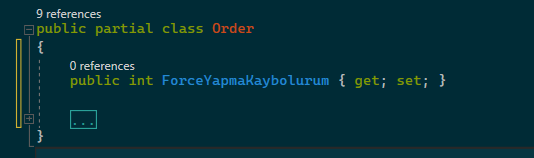 9 references
public partial class Order
{
0 references
public int ForceYapmaKaybolurum { get; set; }
...
}